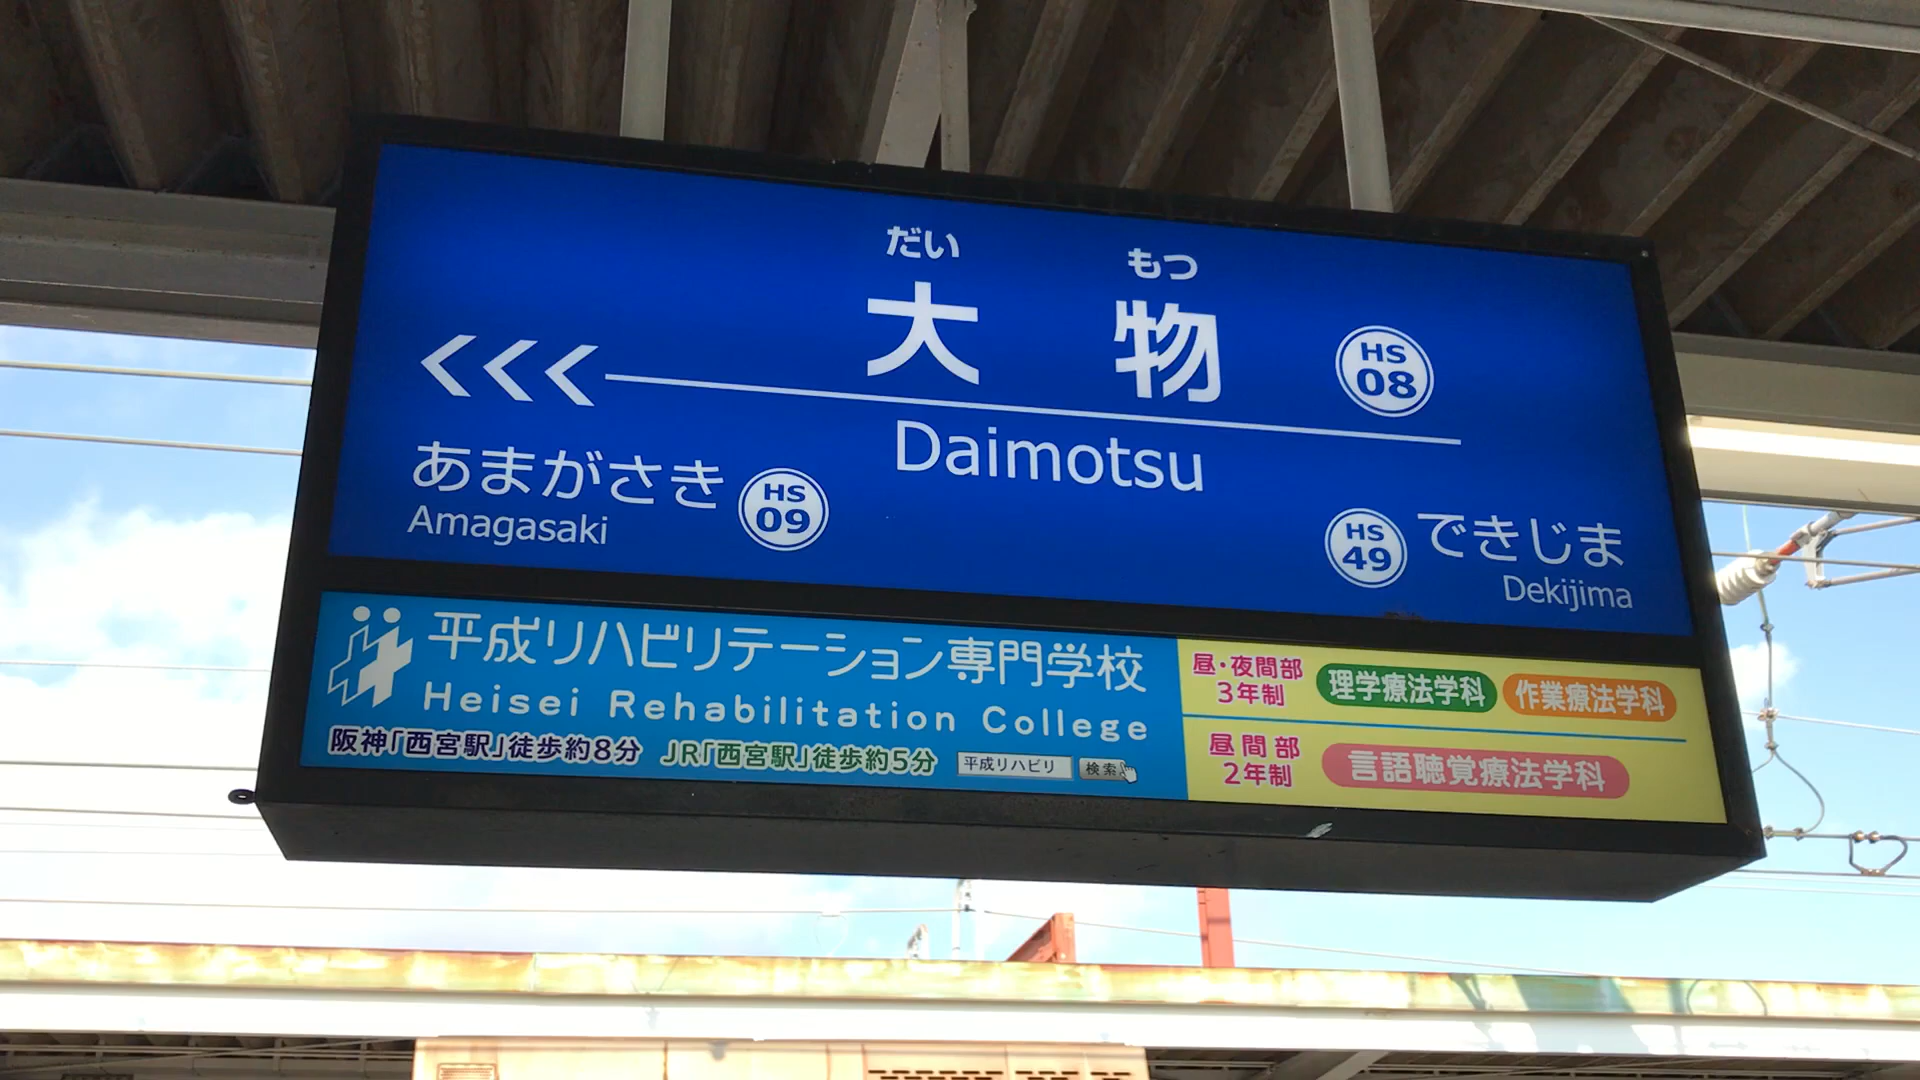 だい もつ
大 物
HS
08
Daimotsu
あまがさき
Amagasaki
HS
09
HS
49
できじま
Dekijima
平成リハビリテーション専門学校
Heisei Rehabilitation College
阪神「西宮駅」徒歩約8分 JR「西宮駅」徒歩約5分 平成リハビリ 検索
昼・夜間部
3年制
理学療法学科 作業療法学科
昼間部
2年制
言語聴覚療法学科